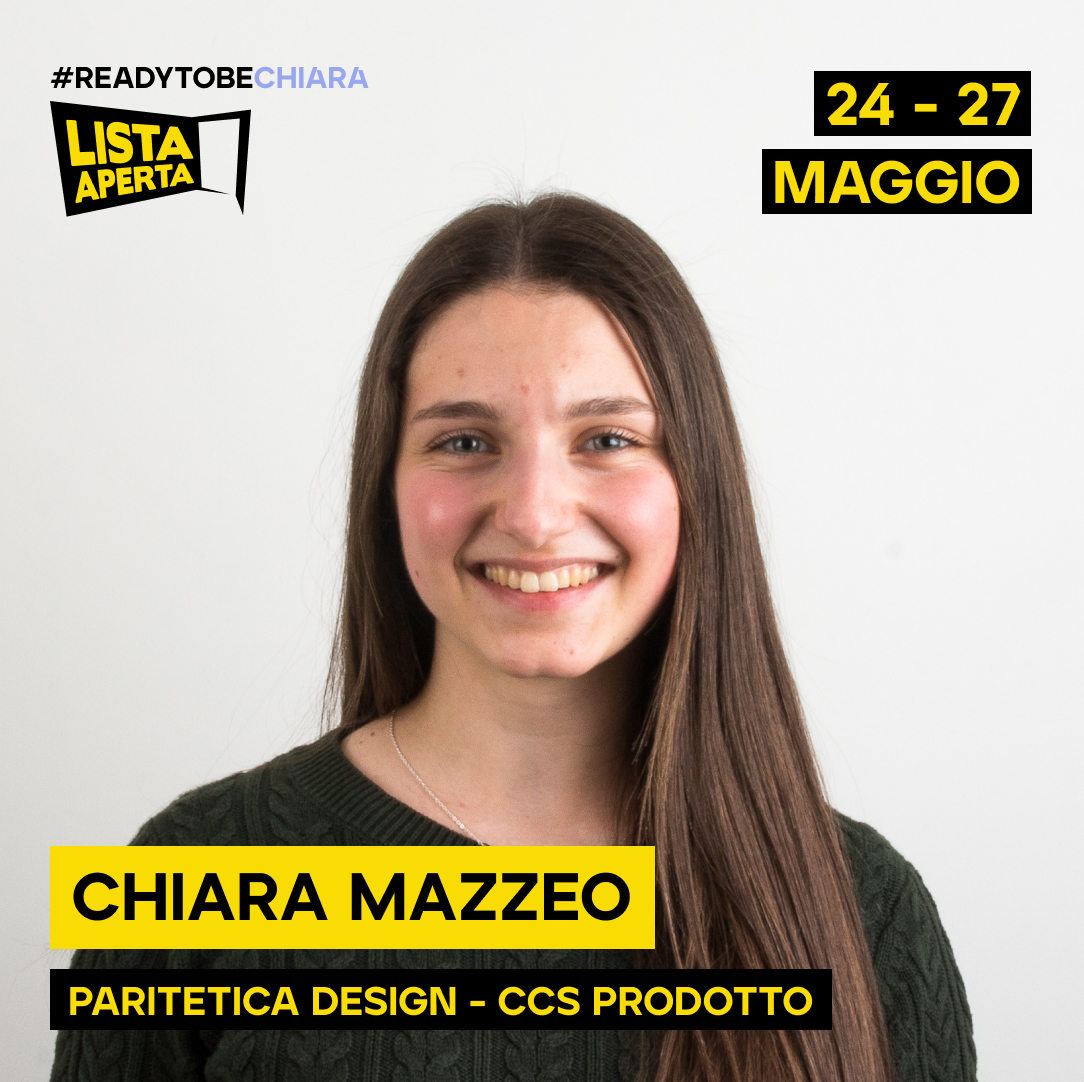 #READYTOBECHIARA
LISTA
APERTA
24 - 27
MAGGIO
CHIARA MAZZEO
PARITETICA DESIGN - CCS PRODOTTO